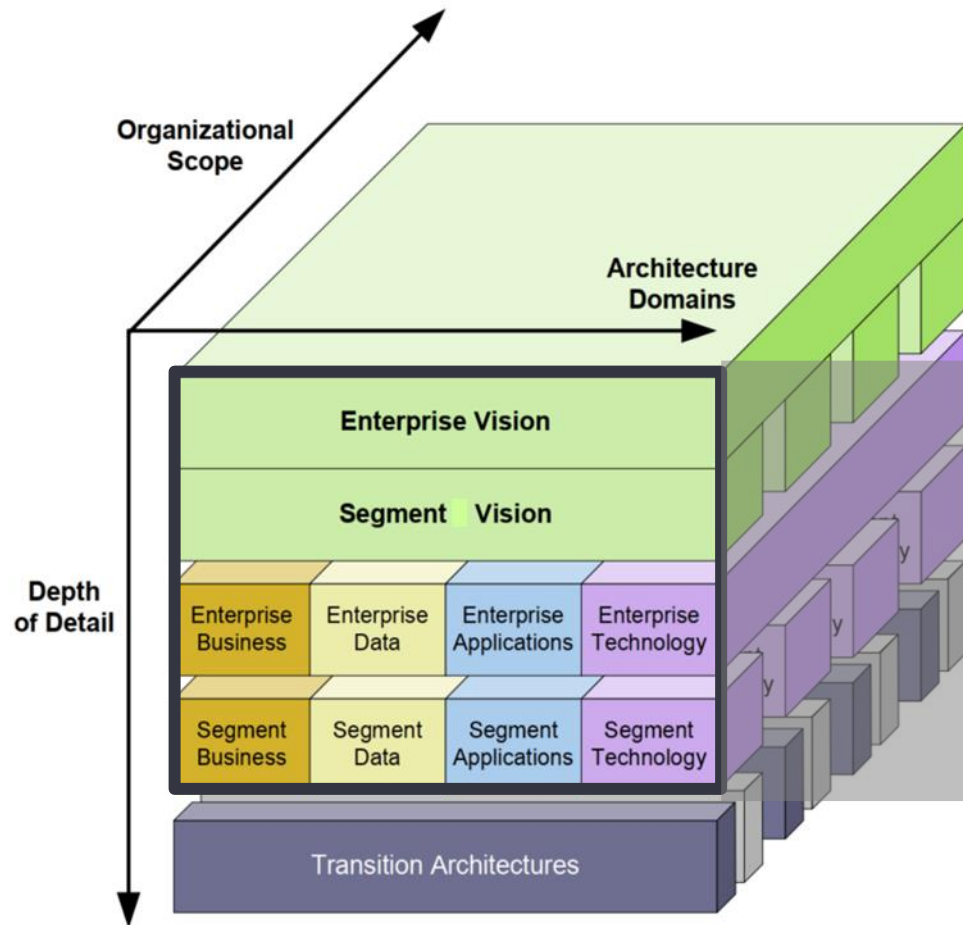 Organizational
Scope
Architecture
Domains
Enterprise Vision
Segment Vision
Depth
of Detail
Enterprise
Business
Enterprise
Data
Enterprise
Applications
Enterprise
Technology
Segment
Business
Segment
Data
Segment
Applications
Segment
Technology
Transition Architectures